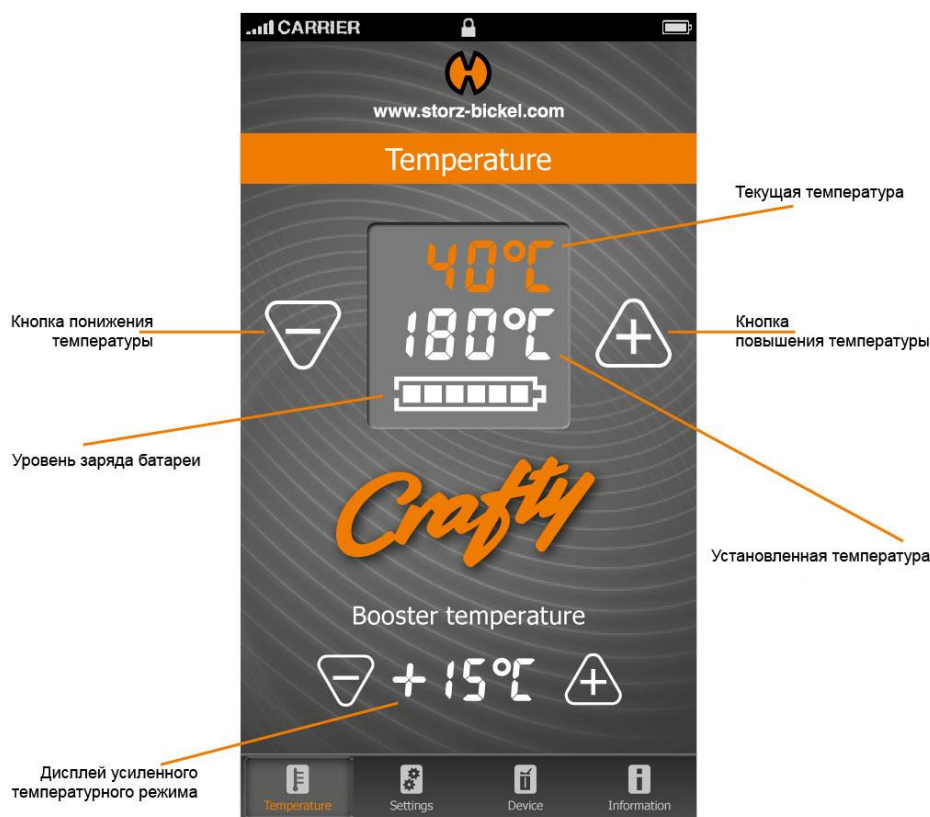 CARRIER
www.storz-bickel.com
Temperature
Текущая температура
40°C
Кнопка понижения
температуры
180°C
Кнопка
повышения температуры
Уровень заряда батареи
Crafty
Установленная температура
Booster temperature
+15°C
Дисплей усиленного
температурного режима
Temperature
Settings
Device
Information